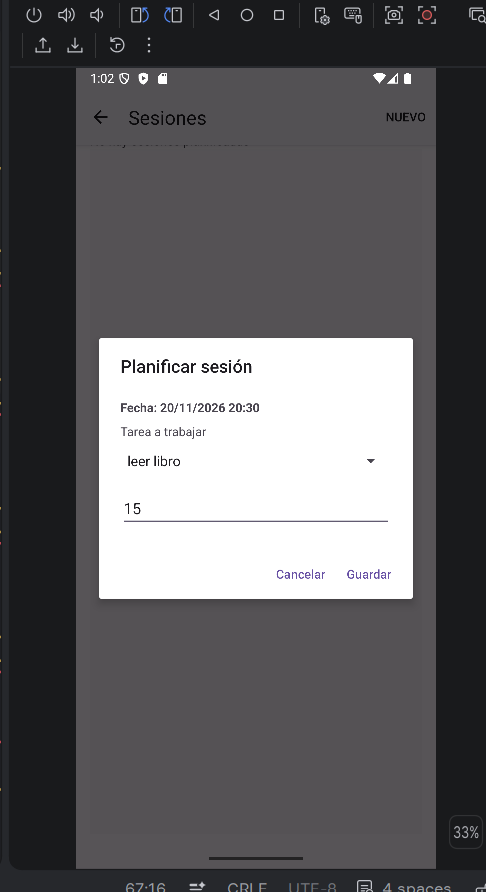 1:02
Sesiones
NUEVO
Planificar sesión
Fecha: 20/11/2026 20:30
Tarea a trabajar
leer libro
15
Cancelar Guardar
33%
67:16 CRLF UTF-8 4 spaces